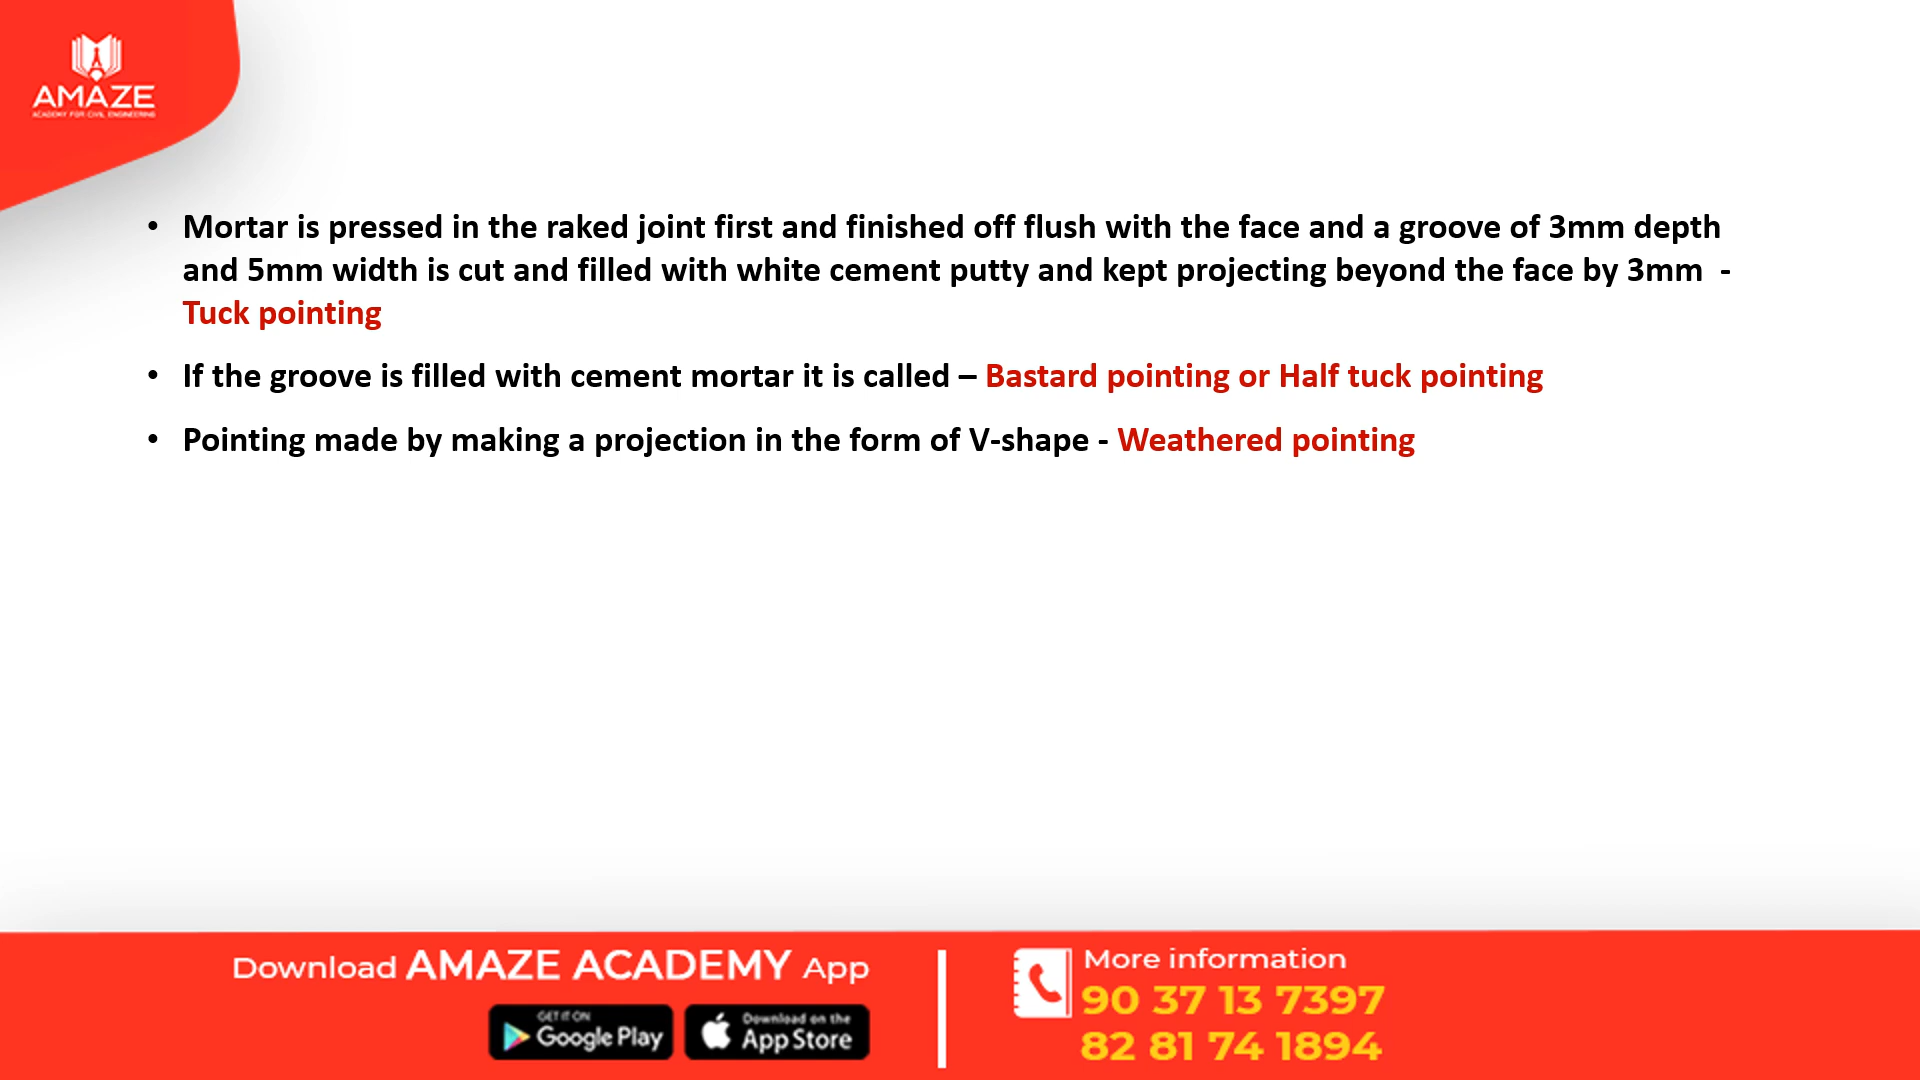 AMAZE
ACADEMY FOR CIVIL ENGINEERING
• Mortar is pressed in the raked joint first and finished off flush with the face and a groove of 3mm depth
and 5mm width is cut and filled with white cement putty and kept projecting beyond the face by 3mm -
Tuck pointing
• If the groove is filled with cement mortar it is called – Bastard pointing or Half tuck pointing
• Pointing made by making a projection in the form of V-shape - Weathered pointing
Download AMAZE ACADEMY App
GET IT ON
Google Play
Download on the
App Store
More information
90 37 13 7397
82 81 74 1894